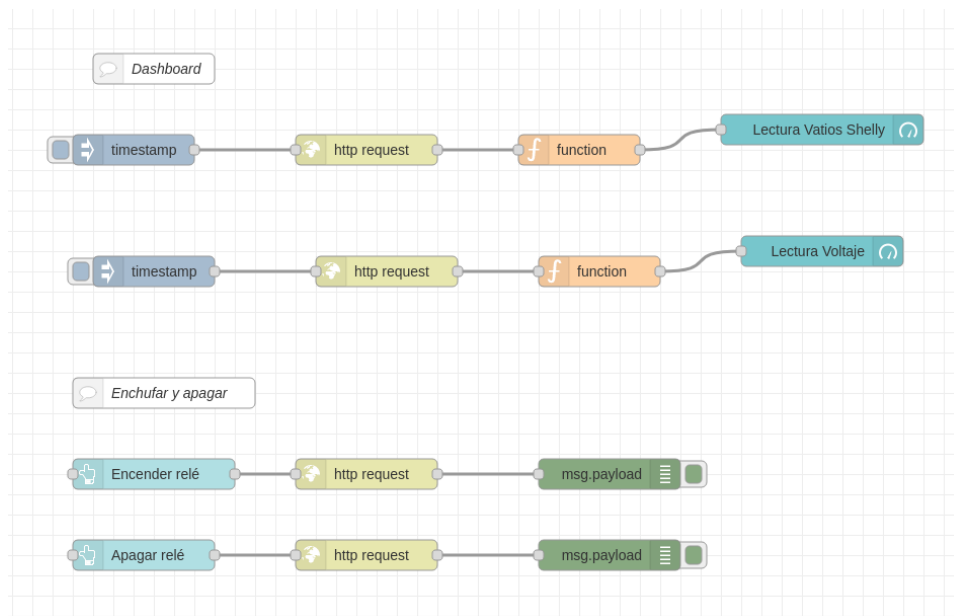 Dashboard
timestamp
http request
function
Lectura Vatios Shelly
timestamp
http request
function
Lectura Voltaje
Enchufar y apagar
Encender relé
http request
msg.payload
Apagar relé
http request
msg.payload